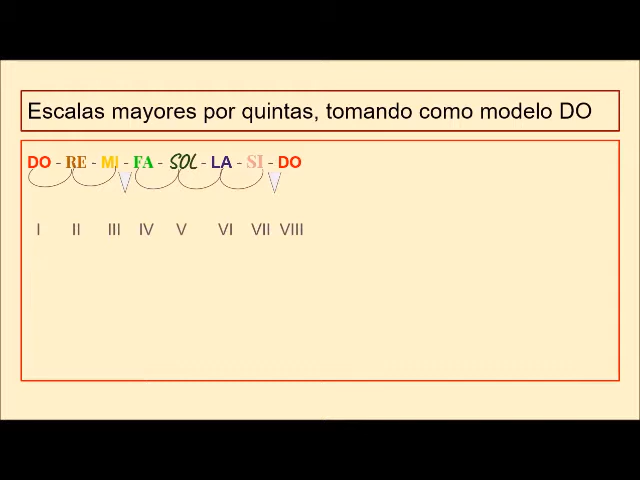 Escalas mayores por quintas, tomando como modelo DO
DO - RE - MI - FA - SOL - LA - SI - DO
I II III IV V VI VII VIII